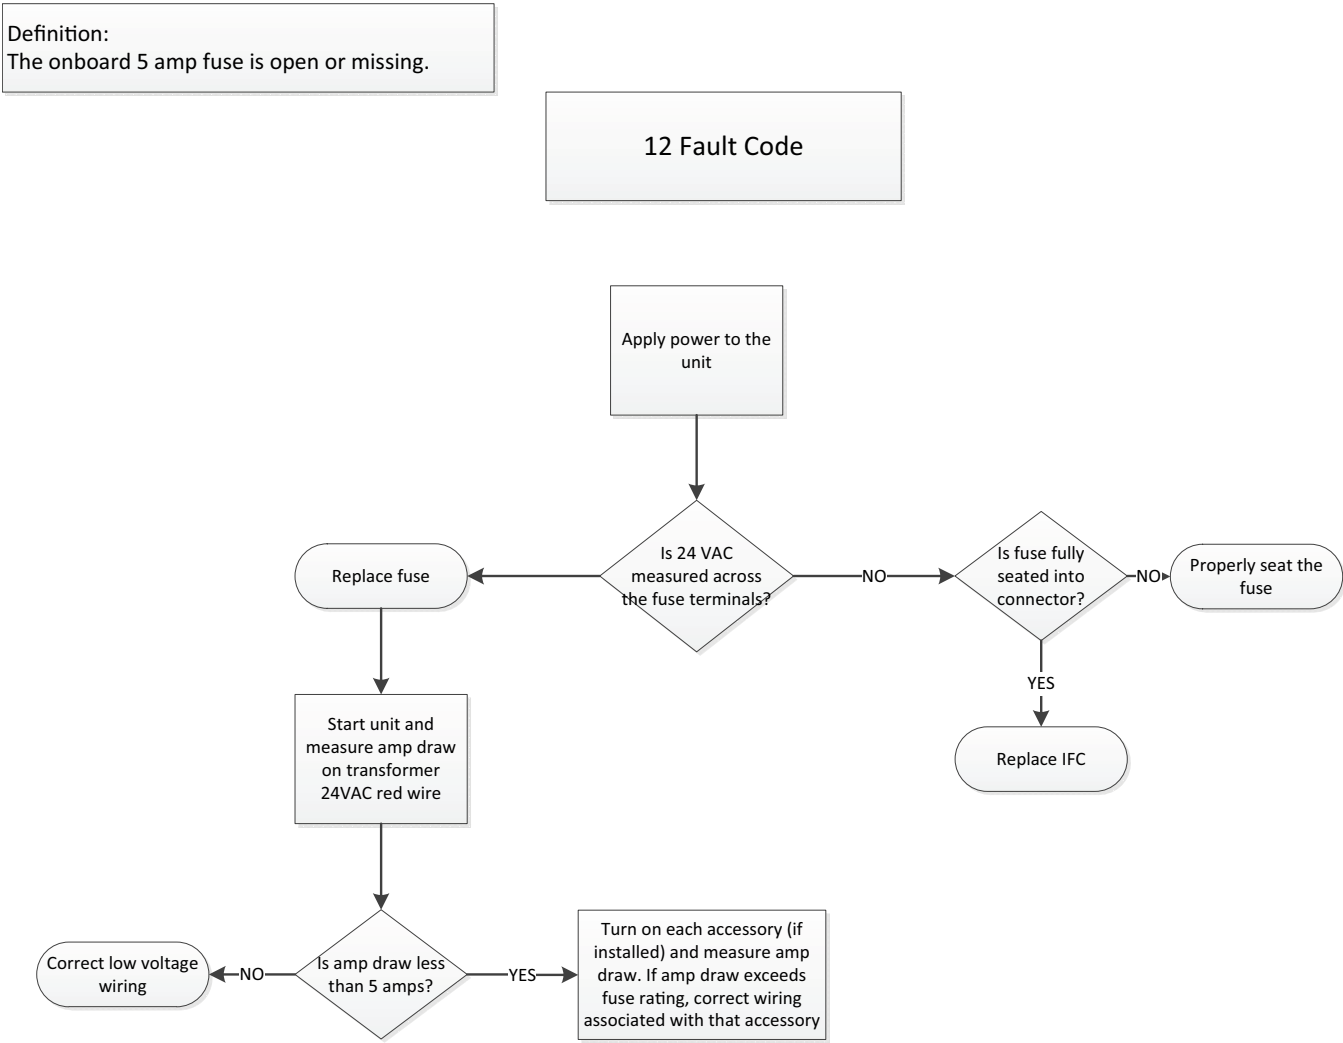 Definition:
The onboard 5 amp fuse is open or missing.
12 Fault Code
Apply power to the
unit
Is 24 VAC
measured across
the fuse terminals?
Replace fuse
NO
Is fuse fully
seated into
connector?
NO
Properly seat the
fuse
YES
Replace IFC
Start unit and
measure amp draw
on transformer
24VAC red wire
Is amp draw less
than 5 amps?
NO
Correct low voltage
wiring
YES
Turn on each accessory (if
installed) and measure amp
draw. If amp draw exceeds
fuse rating, correct wiring
associated with that accessory